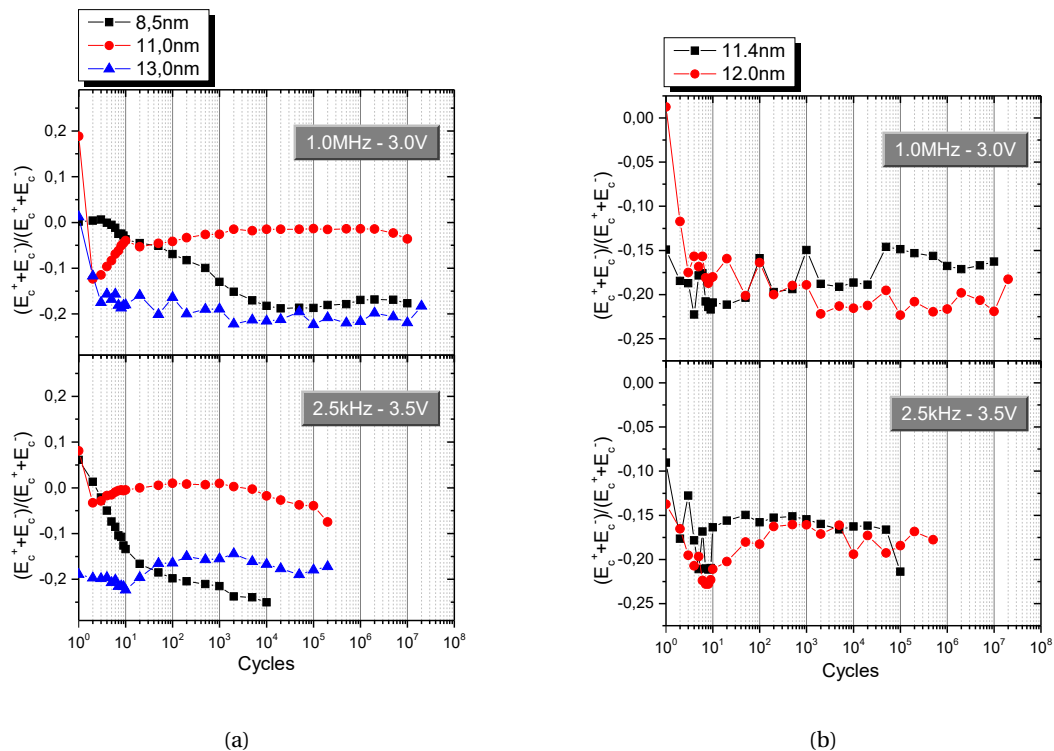 8,5nm
11,0nm
13,0nm
0,2
0,1
0,0
-0,1
-0,2
(E_c^+ + E_c^-)/(E_c^+ + E_c^-)
1.0MHz - 3.0V
0,2
0,1
0,0
-0,1
-0,2
(E_c^+ + E_c^-)/(E_c^+ + E_c^-)
2.5kHz - 3.5V
10^0 10^1 10^2 10^3 10^4 10^5 10^6 10^7 10^8
Cycles
(a)
11.4nm
12.0nm
0,00
-0,05
-0,10
-0,15
-0,20
-0,25
(E_c^+ + E_c^-)/(E_c^+ + E_c^-)
1.0MHz - 3.0V
0,00
-0,05
-0,10
-0,15
-0,20
-0,25
(E_c^+ + E_c^-)/(E_c^+ + E_c^-)
2.5kHz - 3.5V
10^0 10^1 10^2 10^3 10^4 10^5 10^6 10^7 10^8
Cycles
(b)